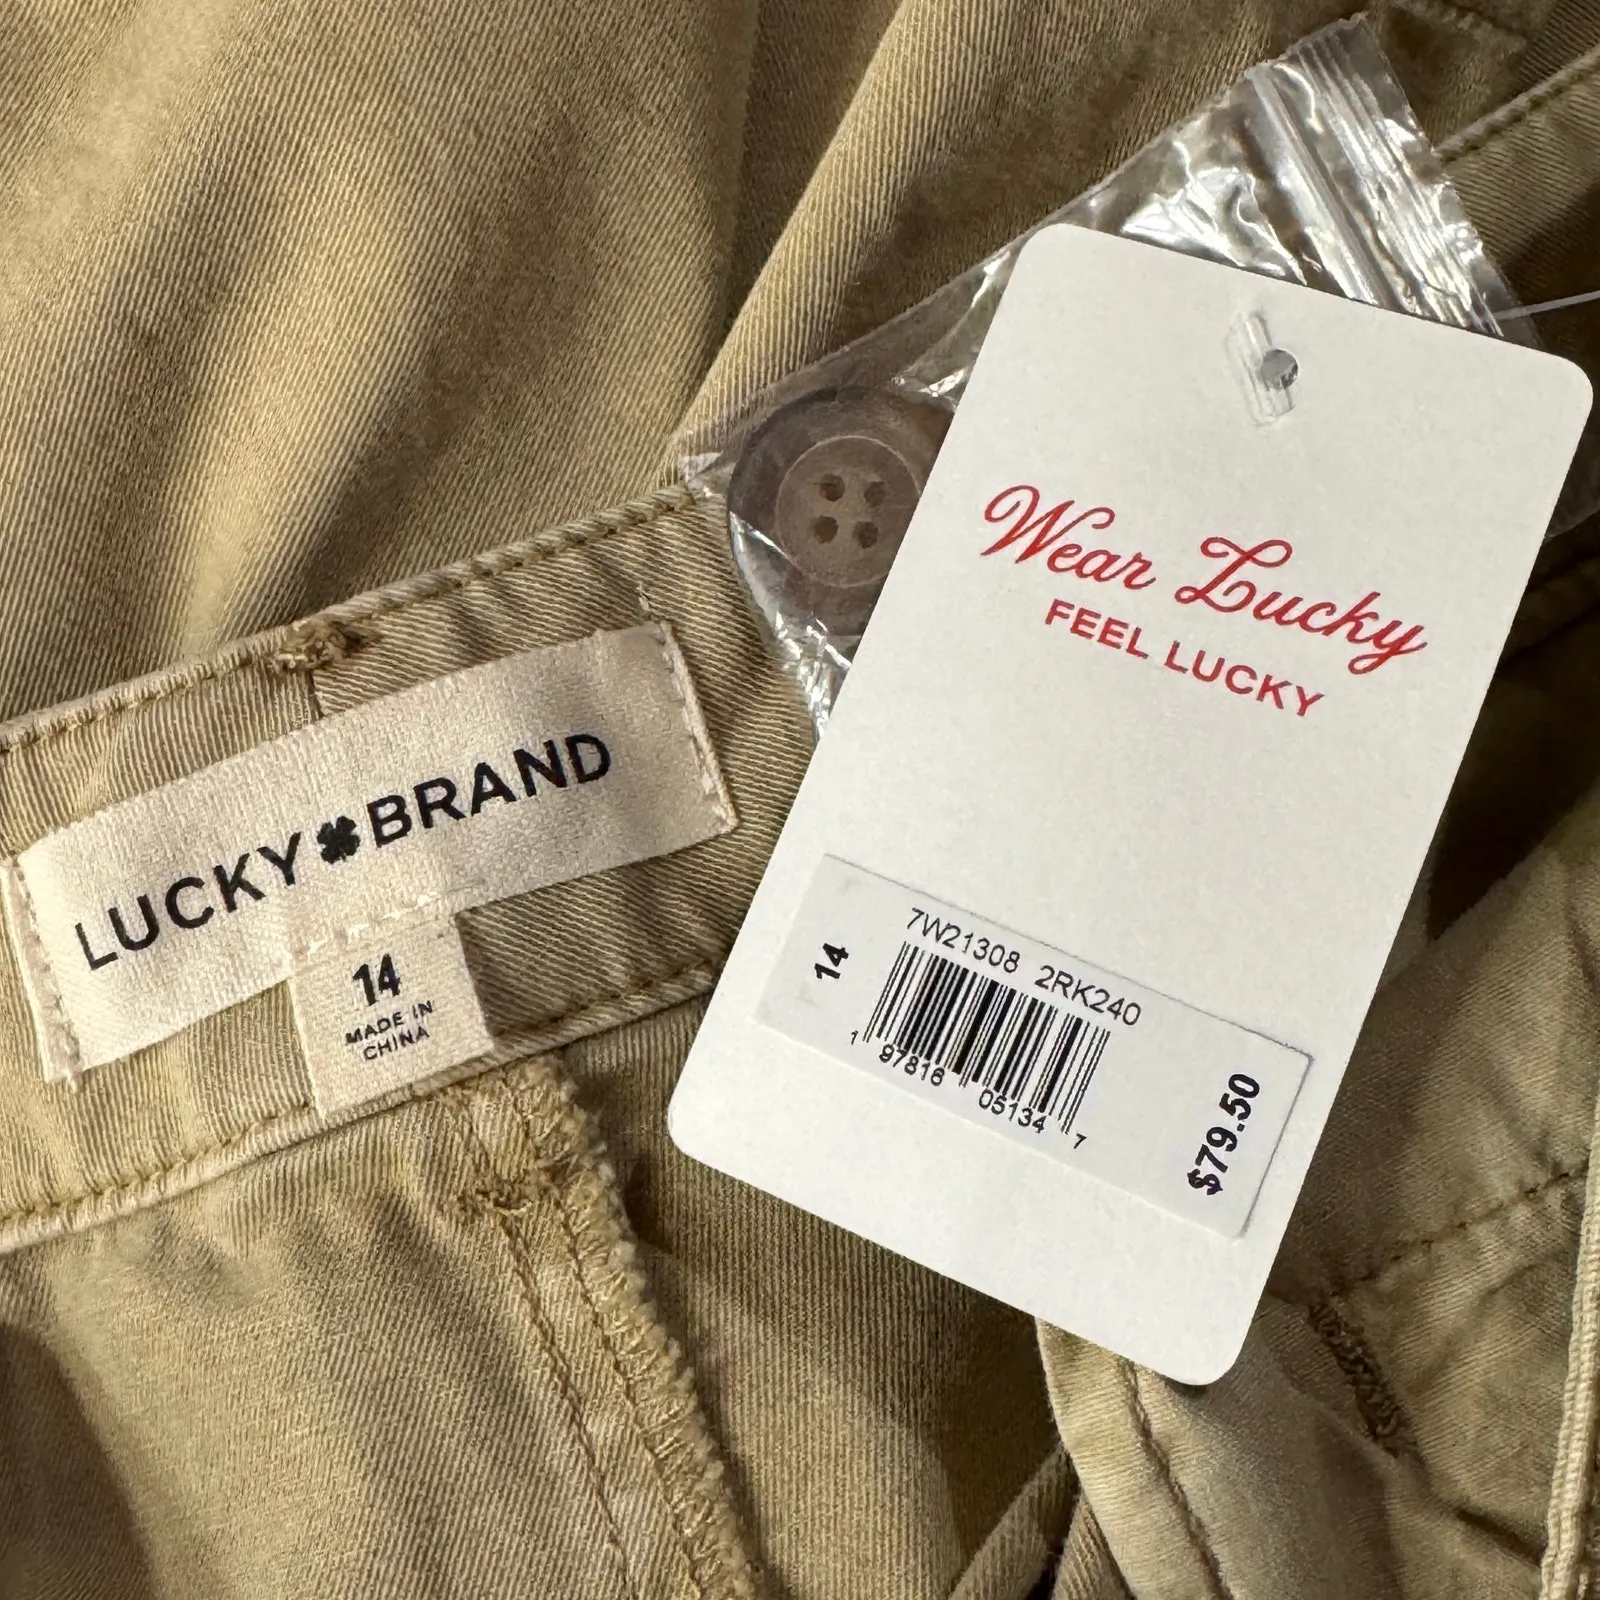 LUCKY BRAND
14
MADE IN
CHINA
Wear Lucky
FEEL LUCKY
7W21308 2RK240
14
1 97816 05134 7
$79.50